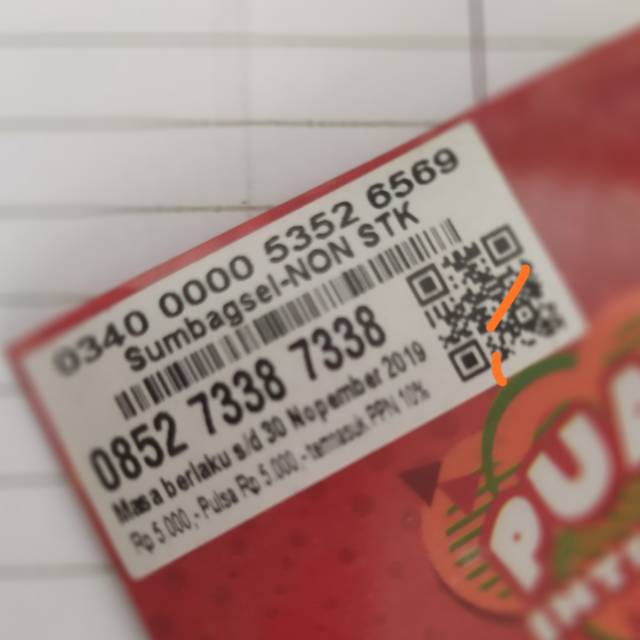 0340 0000 5352 6569
Sumbagsel-NON STK
0852 7338 7338
Masa berlaku s/d 30 Nopember 2019
Rp 5.000,- Pulsa Rp 5.000,- termasuk PPN 10%